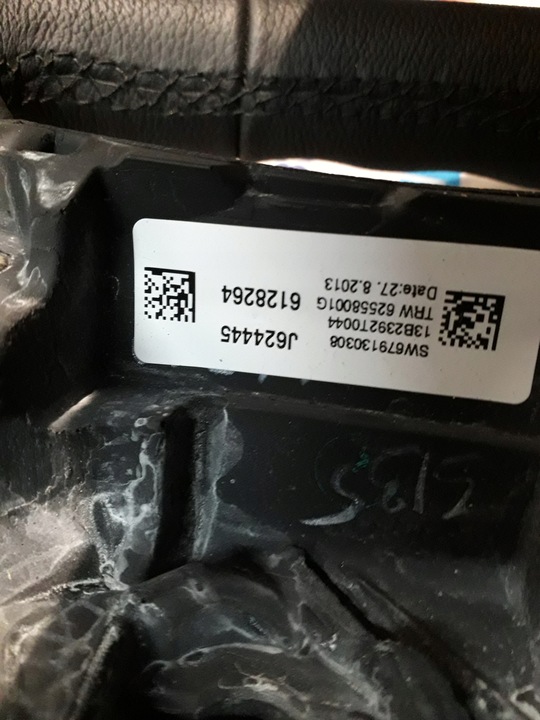 SW679130308
13B2392T0044
TRW 62558001G
Date:27. 8.2013
J624445
6128264